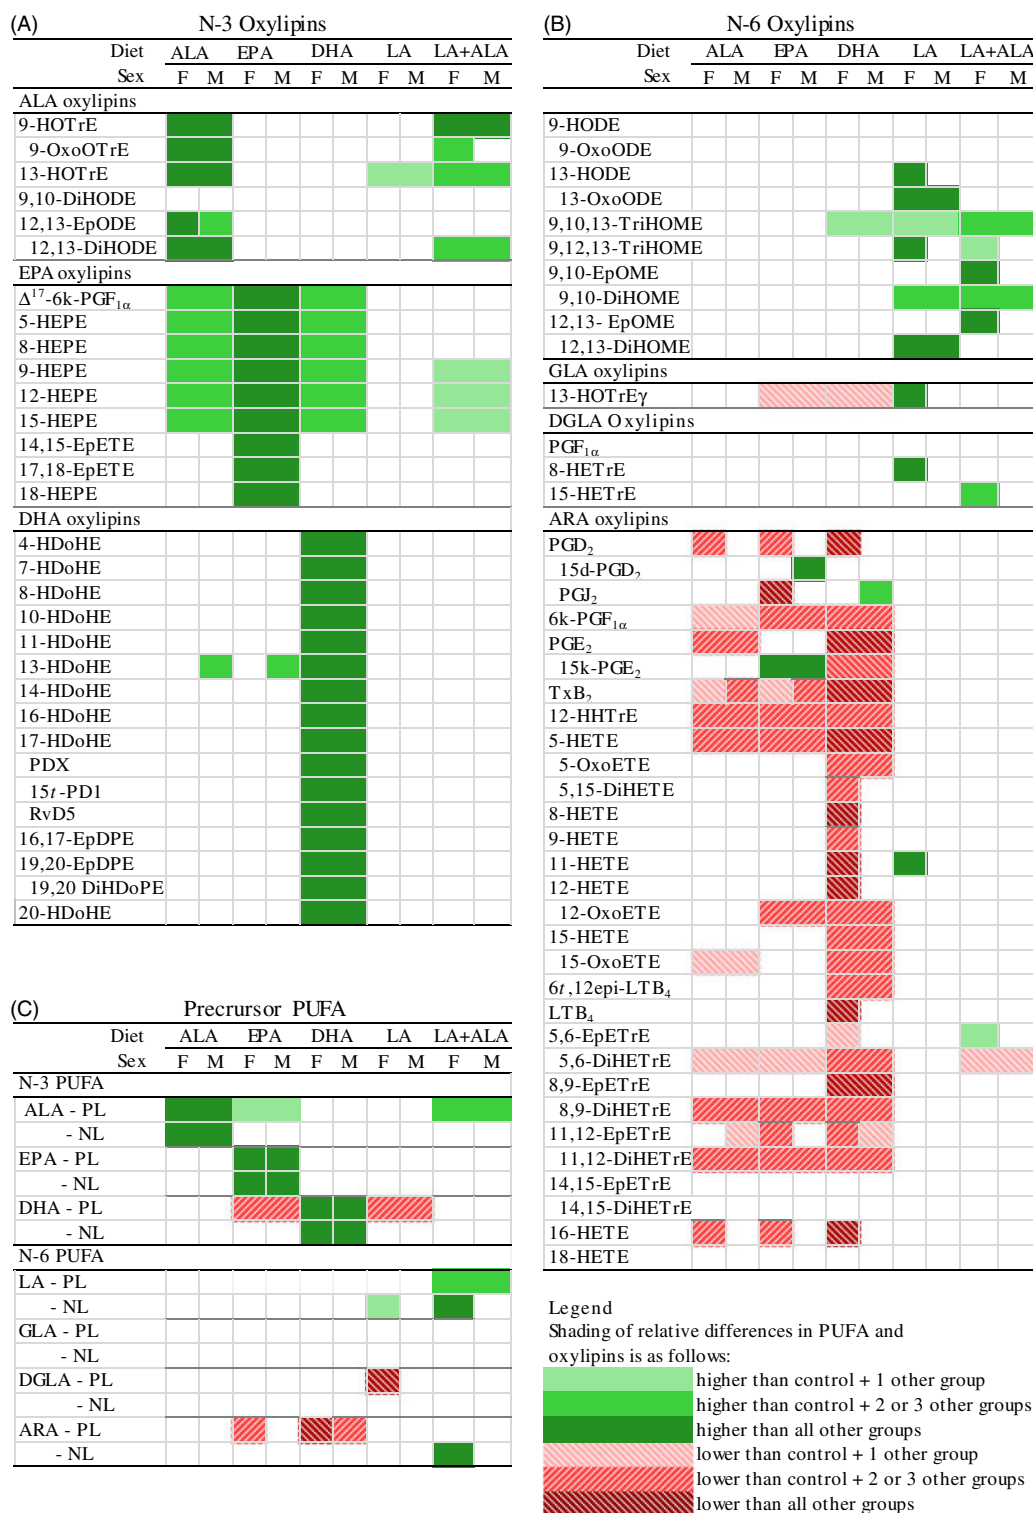 (A) N-3 Oxylipins
Diet ALA EPA DHA LA LA+ALA
Sex F M F M F M F M F M
ALA oxylipins
9-HOTrE
9-OxoOTrE
13-HOTrE
9,10-DiHODE
12,13-EpODE
12,13-DiHODE
EPA oxylipins
Δ¹⁷-6k-PGF₁α
5-HEPE
8-HEPE
9-HEPE
12-HEPE
15-HEPE
14,15-EpETE
17,18-EpETE
18-HEPE
DHA oxylipins
4-HDoHE
7-HDoHE
8-HDoHE
10-HDoHE
11-HDoHE
13-HDoHE
14-HDoHE
16-HDoHE
17-HDoHE
PDX
15t-PD1
RvD5
16,17-EpDPE
19,20-EpDPE
19,20 DiHDoPE
20-HDoHE
(C) Precrursor PUFA
Diet ALA EPA DHA LA LA+ALA
Sex F M F M F M F M F M
N-3 PUFA
ALA - PL
- NL
EPA - PL
- NL
DHA - PL
- NL
N-6 PUFA
LA - PL
- NL
GLA - PL
- NL
DGLA - PL
- NL
ARA - PL
- NL
(B) N-6 Oxylipins
Diet ALA EPA DHA LA LA+ALA
Sex F M F M F M F M F M
9-HODE
9-OxoODE
13-HODE
13-OxoODE
9,10,13-TriHOME
9,12,13-TriHOME
9,10-EpOME
9,10-DiHOME
12,13- EpOME
12,13-DiHOME
GLA oxylipins
13-HOTrEγ
DGLA Oxylipins
PGF₁α
8-HETrE
15-HETrE
ARA oxylipins
PGD₂
15d-PGD₂
PGJ₂
6k-PGF₁α
PGE₂
15k-PGE₂
TxB₂
12-HHTrE
5-HETE
5-OxoETE
5,15-DiHETE
8-HETE
9-HETE
11-HETE
12-HETE
12-OxoETE
15-HETE
15-OxoETE
6t,12epi-LTB₄
LTB₄
5,6-EpETrE
5,6-DiHETrE
8,9-EpETrE
8,9-DiHETrE
11,12-EpETrE
11,12-DiHETrE
14,15-EpETrE
14,15-DiHETrE
16-HETE
18-HETE
Legend
Shading of relative differences in PUFA and
oxylipins is as follows:
higher than control + 1 other group
higher than control + 2 or 3 other groups
higher than all other groups
lower than control + 1 other group
lower than control + 2 or 3 other groups
lower than all other groups